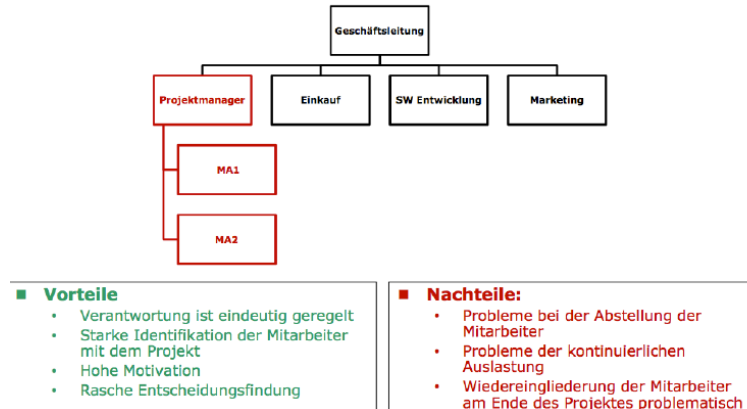 Geschäftsleitung
Projektmanager
Einkauf
SW Entwicklung
Marketing
MA1
MA2
Vorteile
Verantwortung ist eindeutig geregelt
Starke Identifikation der Mitarbeiter
mit dem Projekt
Hohe Motivation
Rasche Entscheidungsfindung
Nachteile:
Probleme bei der Abstellung der
Mitarbeiter
Probleme der kontinuierlichen
Auslastung
Wiedereingliederung der Mitarbeiter
am Ende des Projektes problematisch